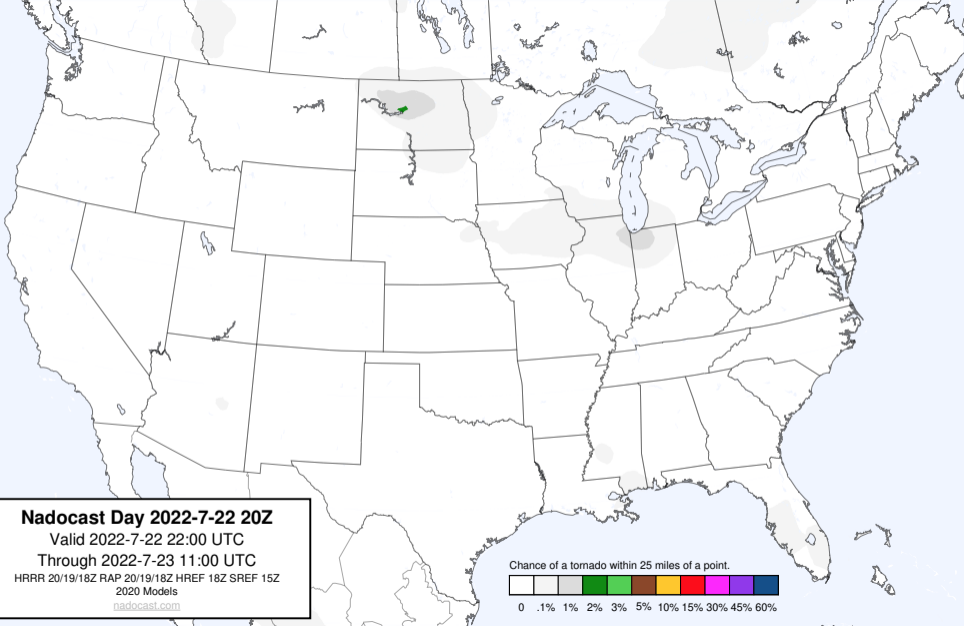 Nadocast Day 2022-7-22 20Z
Valid 2022-7-22 22:00 UTC
Through 2022-7-23 11:00 UTC
HRRR 20/19/18Z RAP 20/19/18Z HREF 18Z SREF 15Z
2020 Models
nadocast.com
Chance of a tornado within 25 miles of a point.
0 .1% 1% 2% 3% 5% 10% 15% 30% 45% 60%